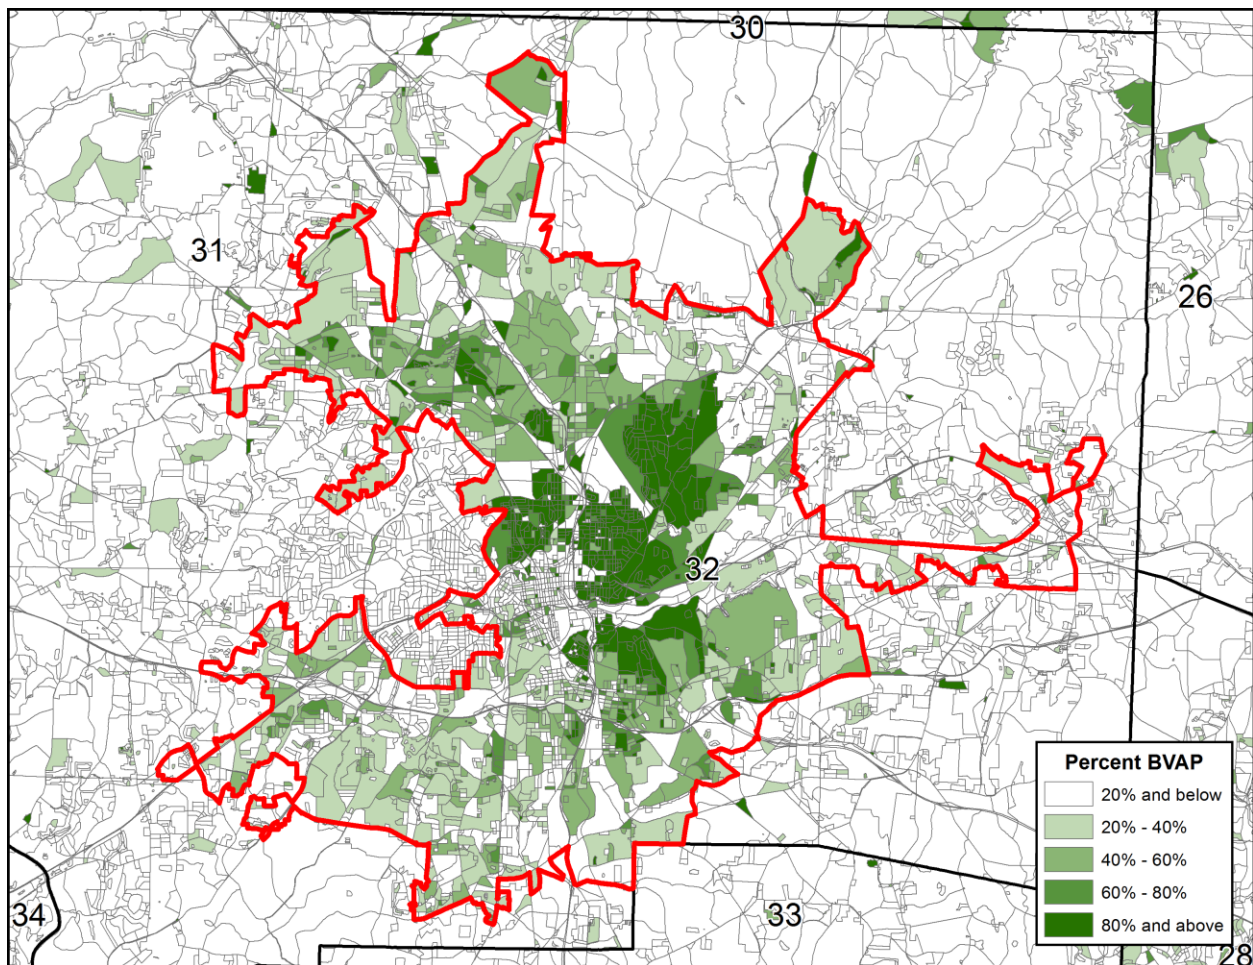 30
31
26
32
34
33
28
Percent BVAP
20% and below
20% - 40%
40% - 60%
60% - 80%
80% and above